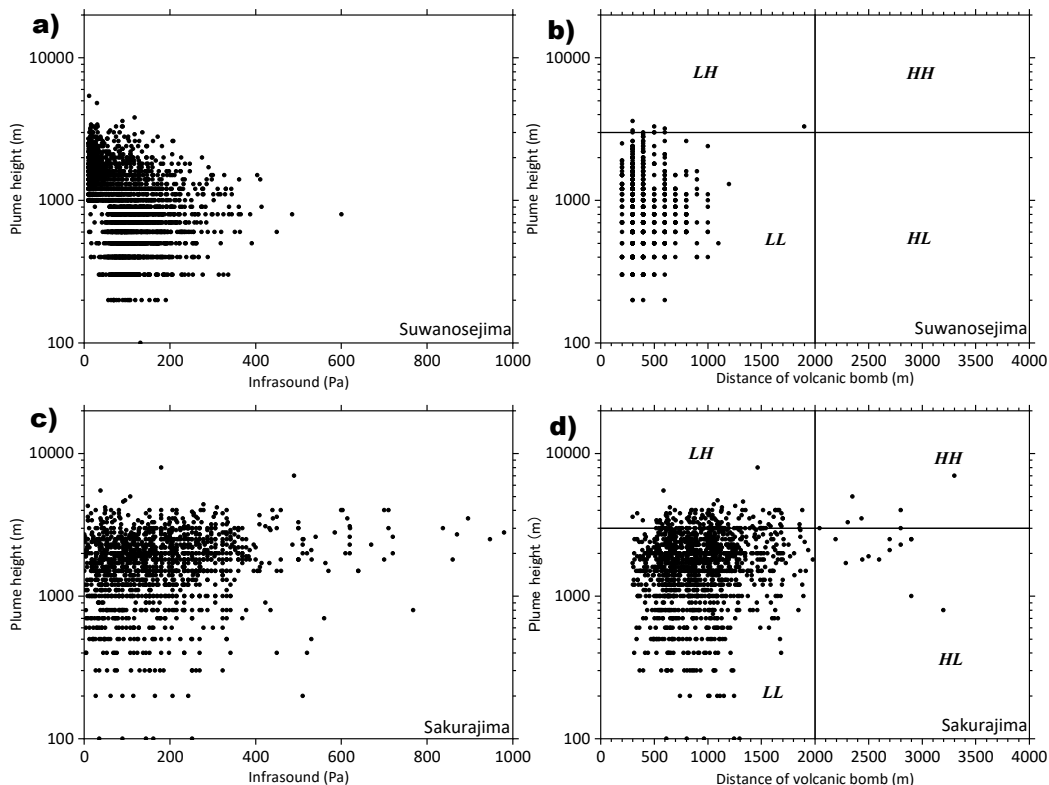 a)
10000
1000
100
Plume height (m)
0 200 400 600 800 1000
Infrasound (Pa)
Suwanosejima
b)
10000
1000
100
Plume height (m)
LH
HH
LL
HL
0 500 1000 1500 2000 2500 3000 3500 4000
Distance of volcanic bomb (m)
Suwanosejima
c)
10000
1000
100
Plume height (m)
0 200 400 600 800 1000
Infrasound (Pa)
Sakurajima
d)
10000
1000
100
Plume height (m)
LH
HH
LL
HL
0 500 1000 1500 2000 2500 3000 3500 4000
Distance of volcanic bomb (m)
Sakurajima